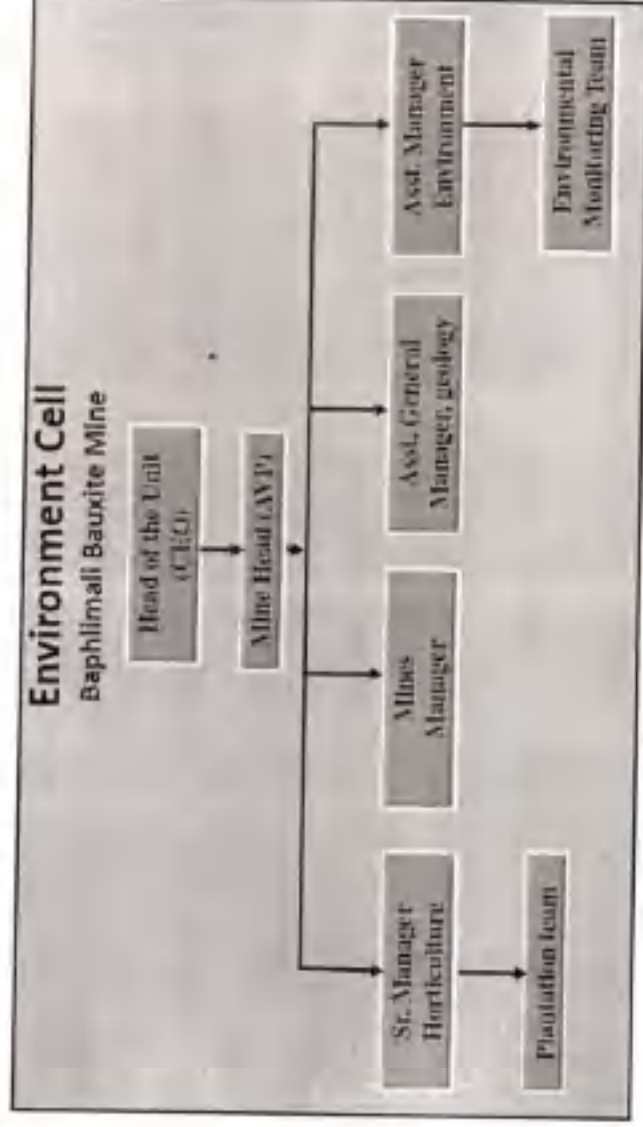 Environment Cell
Baphlimali Bauxite Mine
Head of the Unit
(CEO)
Mine Head (AVP)
Sr. Manager
Horticulture
Mines
Manager
Asst. General
Manager, geology
Asst. Manager
Environment
Plantation team
Environmental
Monitoring Team